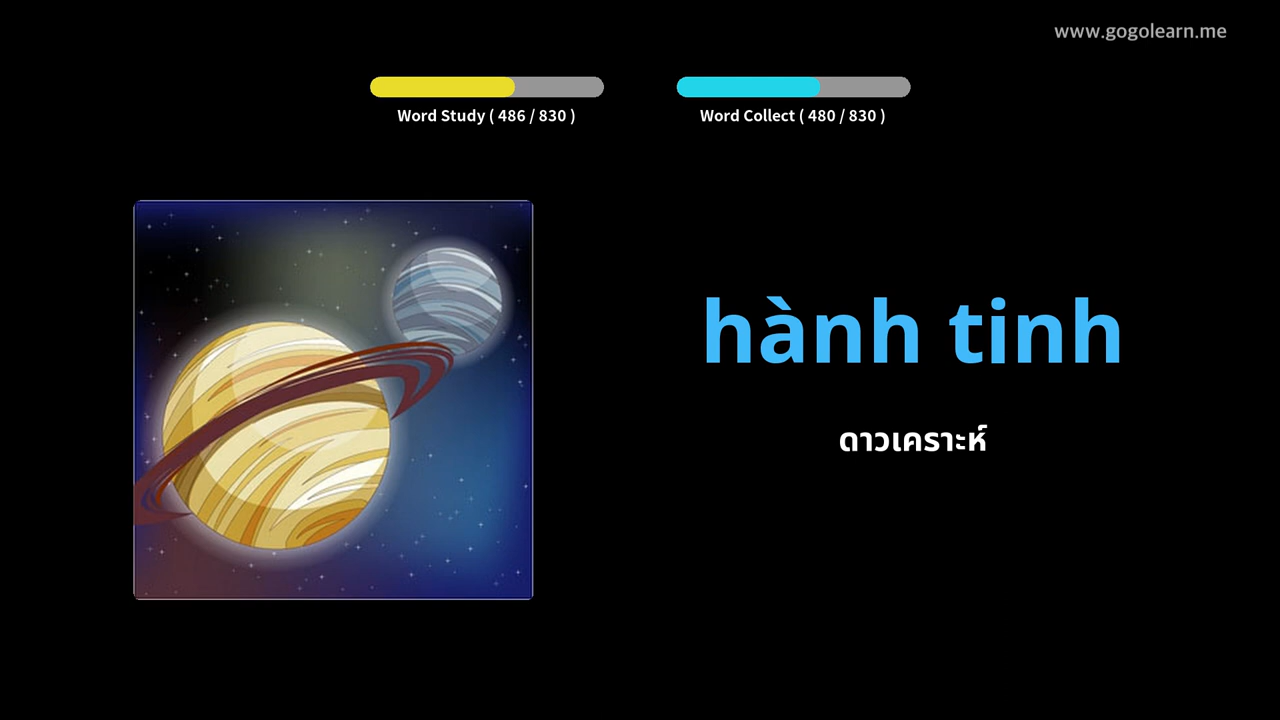 www.gogolearn.me
Word Study ( 486 / 830 )
Word Collect ( 480 / 830 )
hành tinh
ดาวเคราะห์